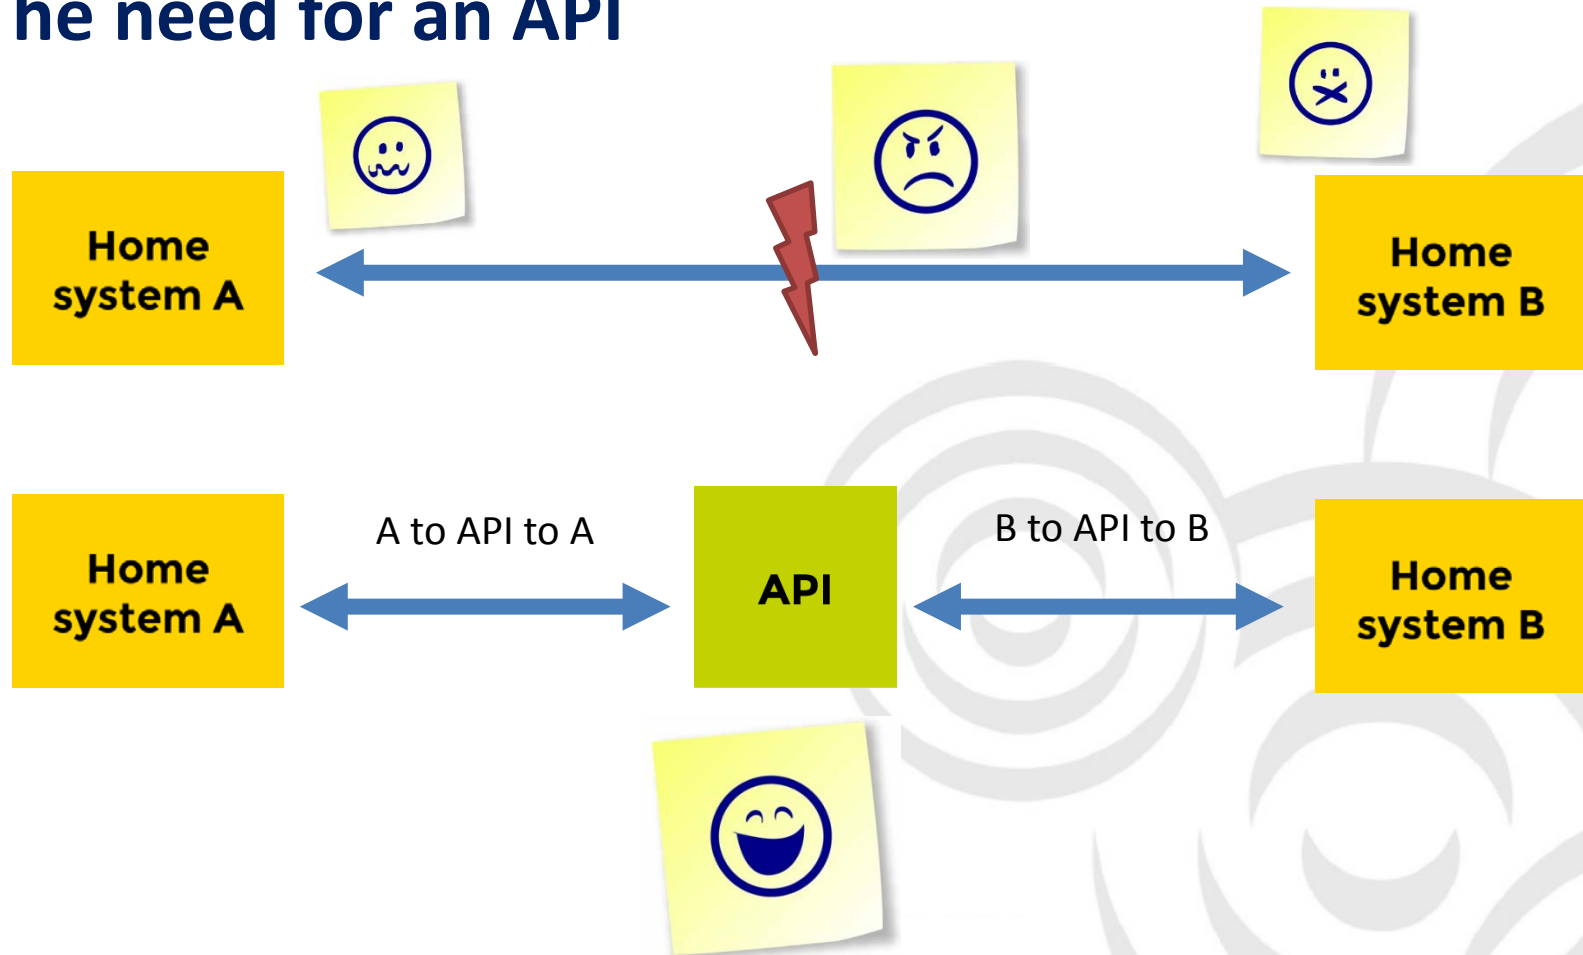 he need for an API
Home
system A
Home
system B
Home
system A
A to API to A
API
B to API to B
Home
system B